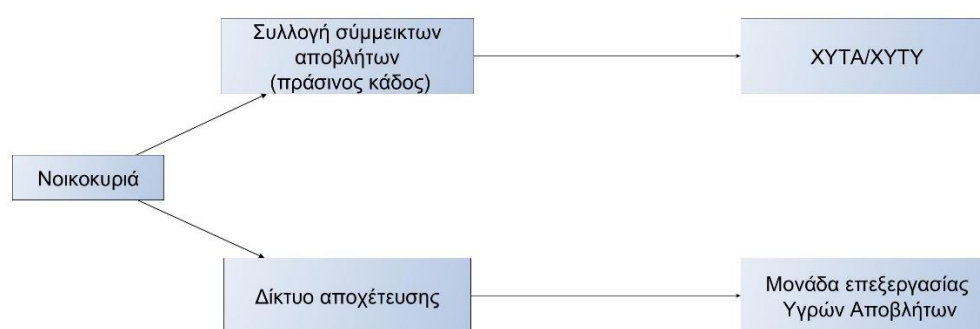 Συλλογή σύμμεικτων
αποβλήτων
(πράσινος κάδος)
ΧΥΤΑ/ΧΥΤΥ
Νοικοκυριά
Δίκτυο αποχέτευσης
Μονάδα επεξεργασίας
Υγρών Αποβλήτων